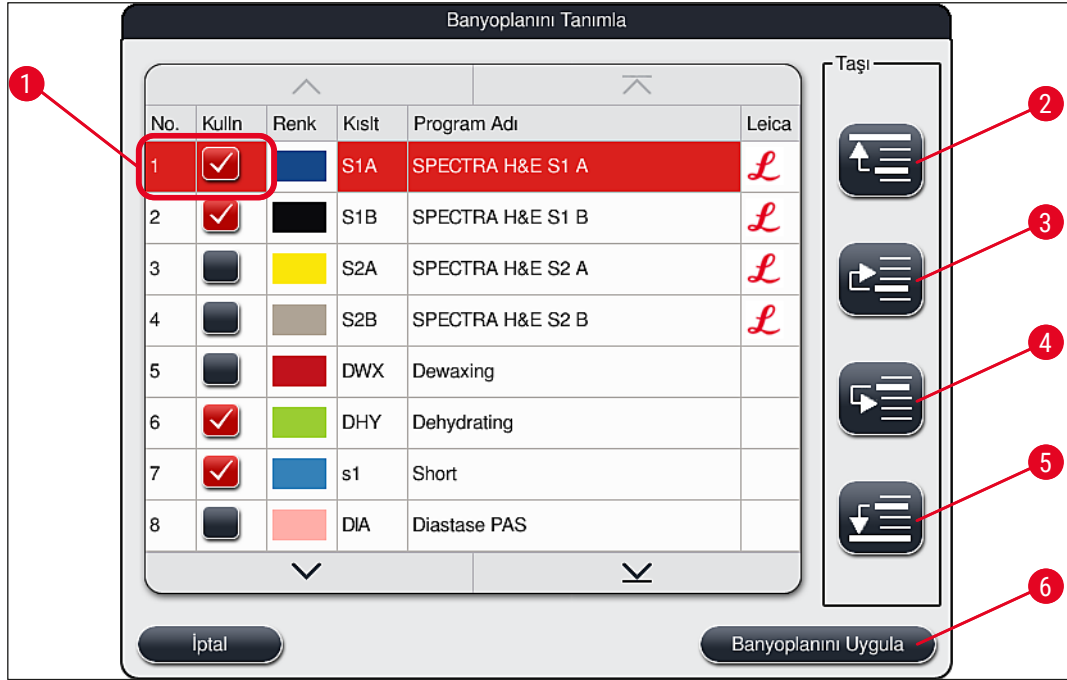 Banyoplanını Tanımla
Taşı
1
2
No. Kulln Renk Kıslt Program Adı Leica
1 S1A SPECTRA H&E S1 A L
2 S1B SPECTRA H&E S1 B L
3
3 S2A SPECTRA H&E S2 A L
4 S2B SPECTRA H&E S2 B L
4
5 DWX Dewaxing
6 DHY Dehydrating
5
7 s1 Short
8 DIA Diastase PAS
6
İptal Banyoplanını Uygula